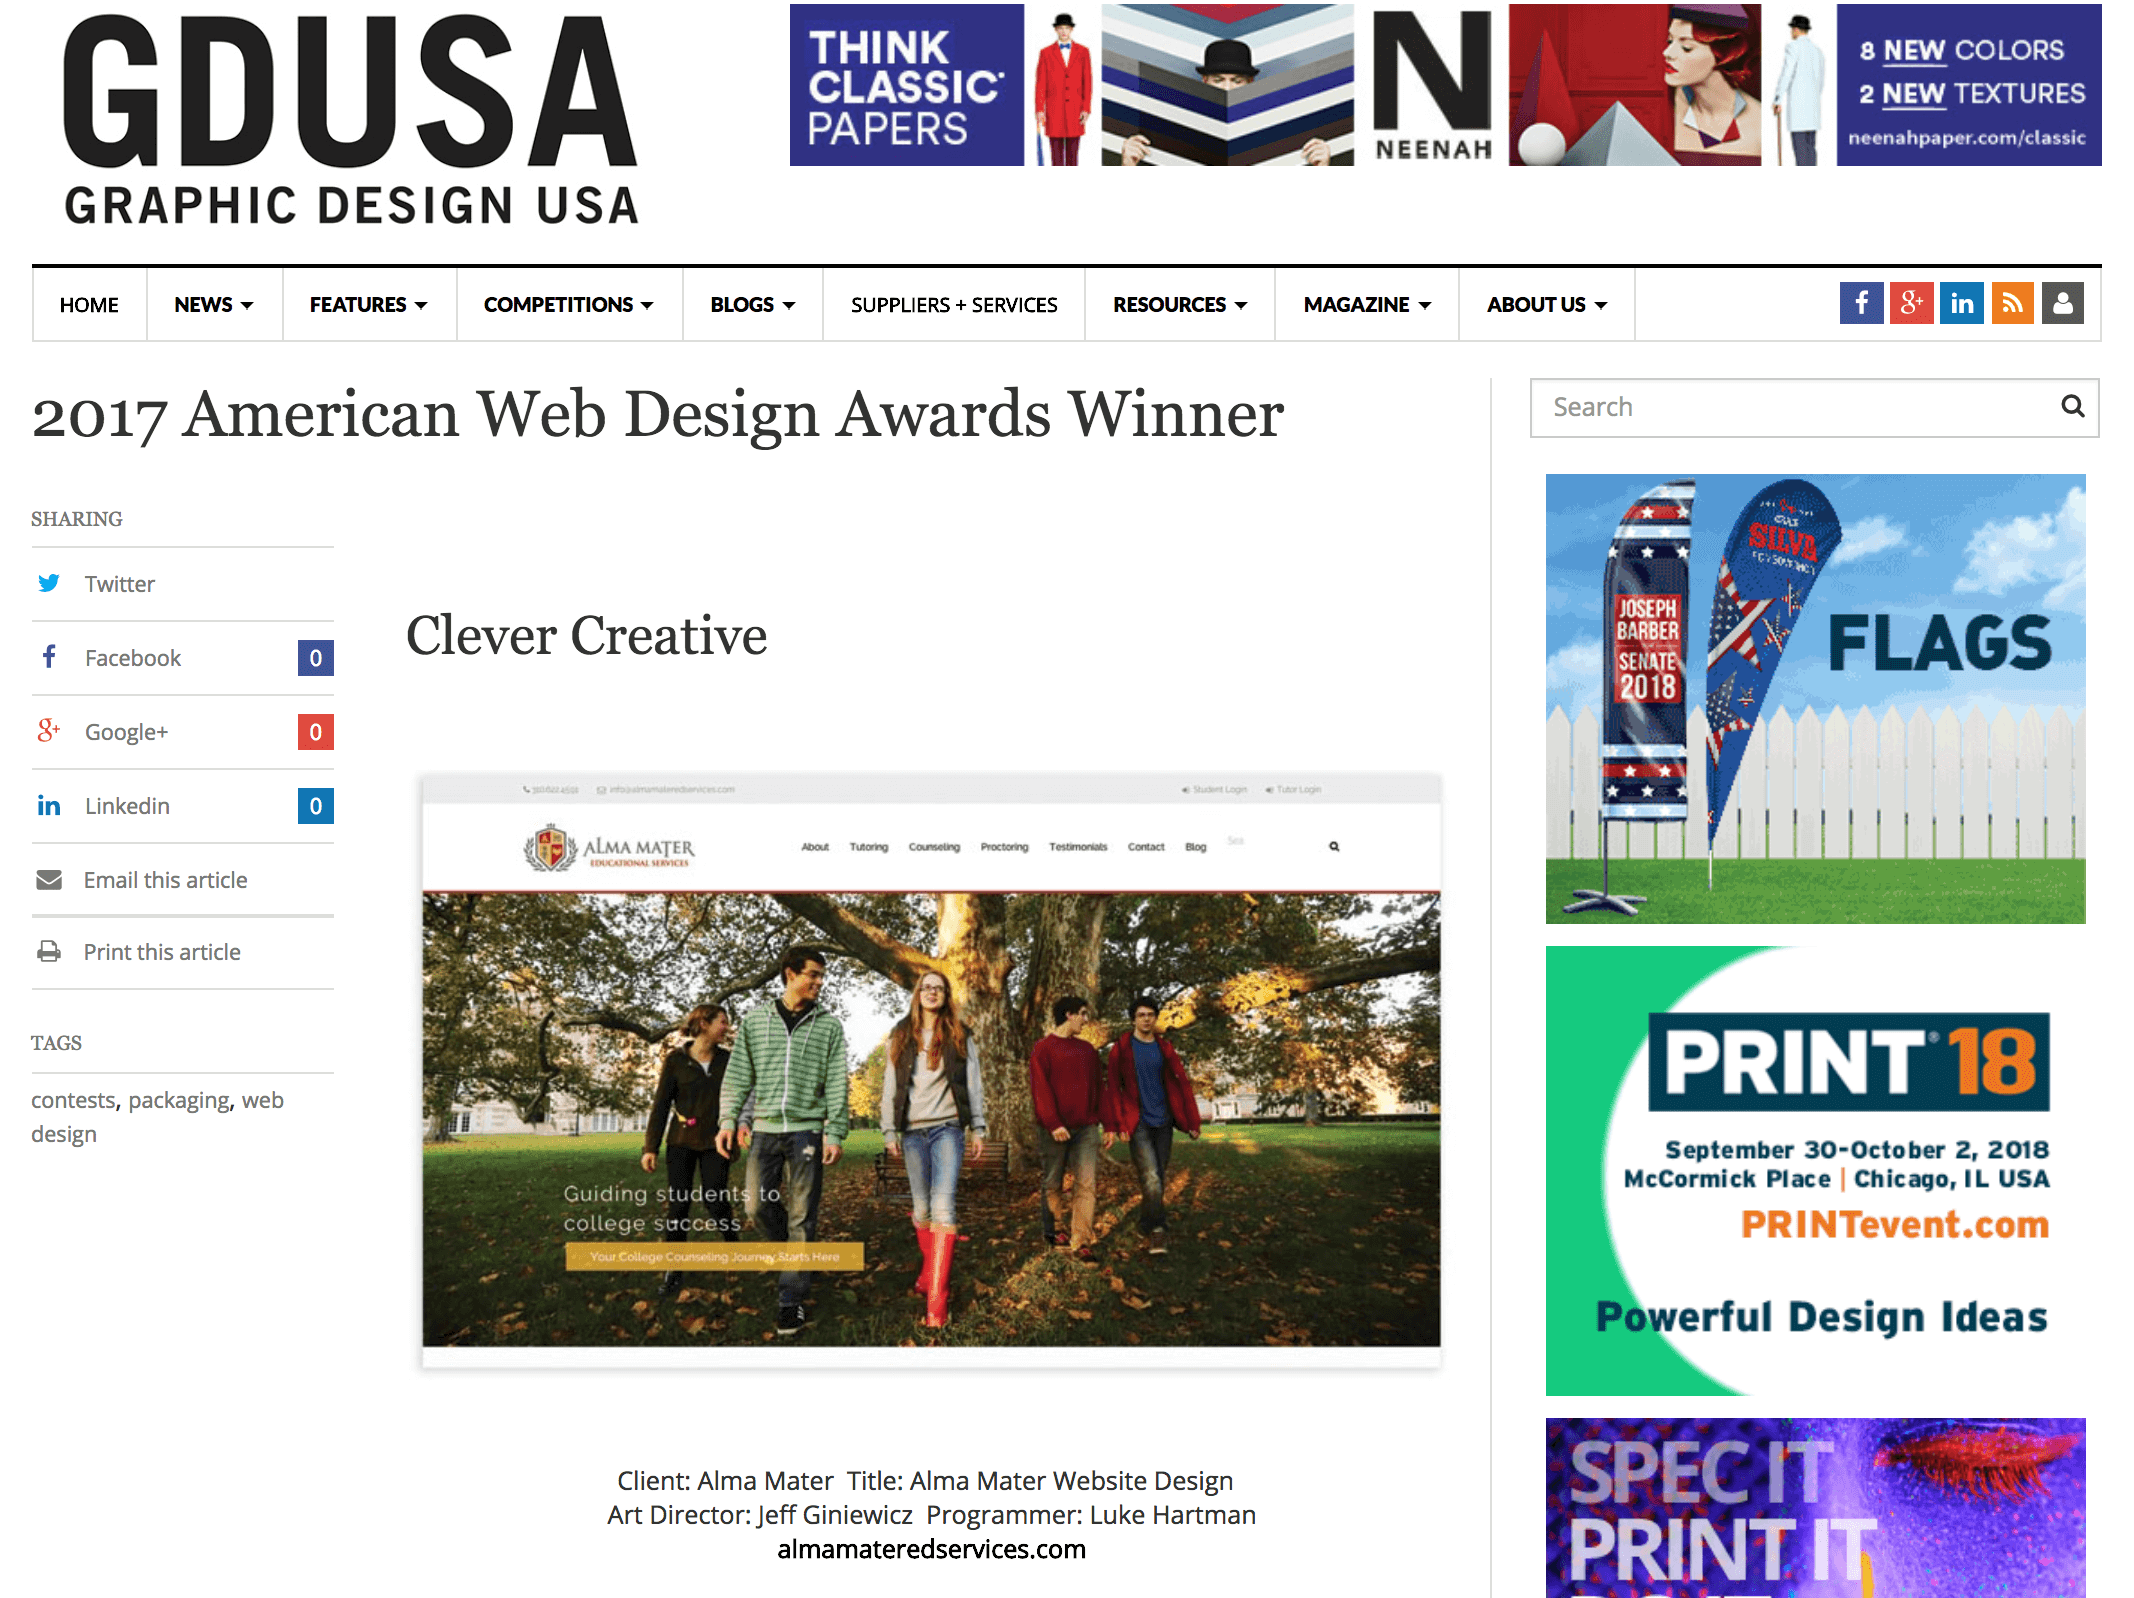 GDUSA
GRAPHIC DESIGN USA
THINK
CLASSIC®
PAPERS
N
NEENAH
8 NEW COLORS
2 NEW TEXTURES
neenahpaper.com/classic
HOME
NEWS
FEATURES
COMPETITIONS
BLOGS
SUPPLIERS + SERVICES
RESOURCES
MAGAZINE
ABOUT US
2017 American Web Design Awards Winner
Search
SHARING
Twitter
Facebook 0
Google+ 0
Linkedin 0
Email this article
Print this article
TAGS
contests, packaging, web
design
Clever Creative
info@almamateredservices.com
Student Login
Tutor Login
ALMA MATER
EDUCATIONAL SERVICES
About
Tutoring
Counseling
Proctoring
Testimonials
Contact
Blog
Sea
Guiding students to
college success
Your College Counseling Journey Starts Here
Client: Alma Mater Title: Alma Mater Website Design
Art Director: Jeff Giniewicz Programmer: Luke Hartman
almamateredservices.com
JOSEPH
BARBER
SENATE
2018
SILVA
FOR GOVERNOR
FLAGS
PRINT® 18
September 30-October 2, 2018
McCormick Place | Chicago, IL USA
PRINTevent.com
Powerful Design Ideas
SPEC IT
PRINT IT